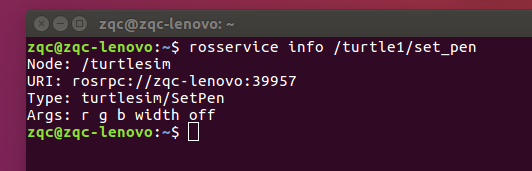 zqc@zqc-lenovo: ~
zqc@zqc-lenovo:~$ rosservice info /turtle1/set_pen
Node: /turtlesim
URI: rosrpc://zqc-lenovo:39957
Type: turtlesim/SetPen
Args: r g b width off
zqc@zqc-lenovo:~$